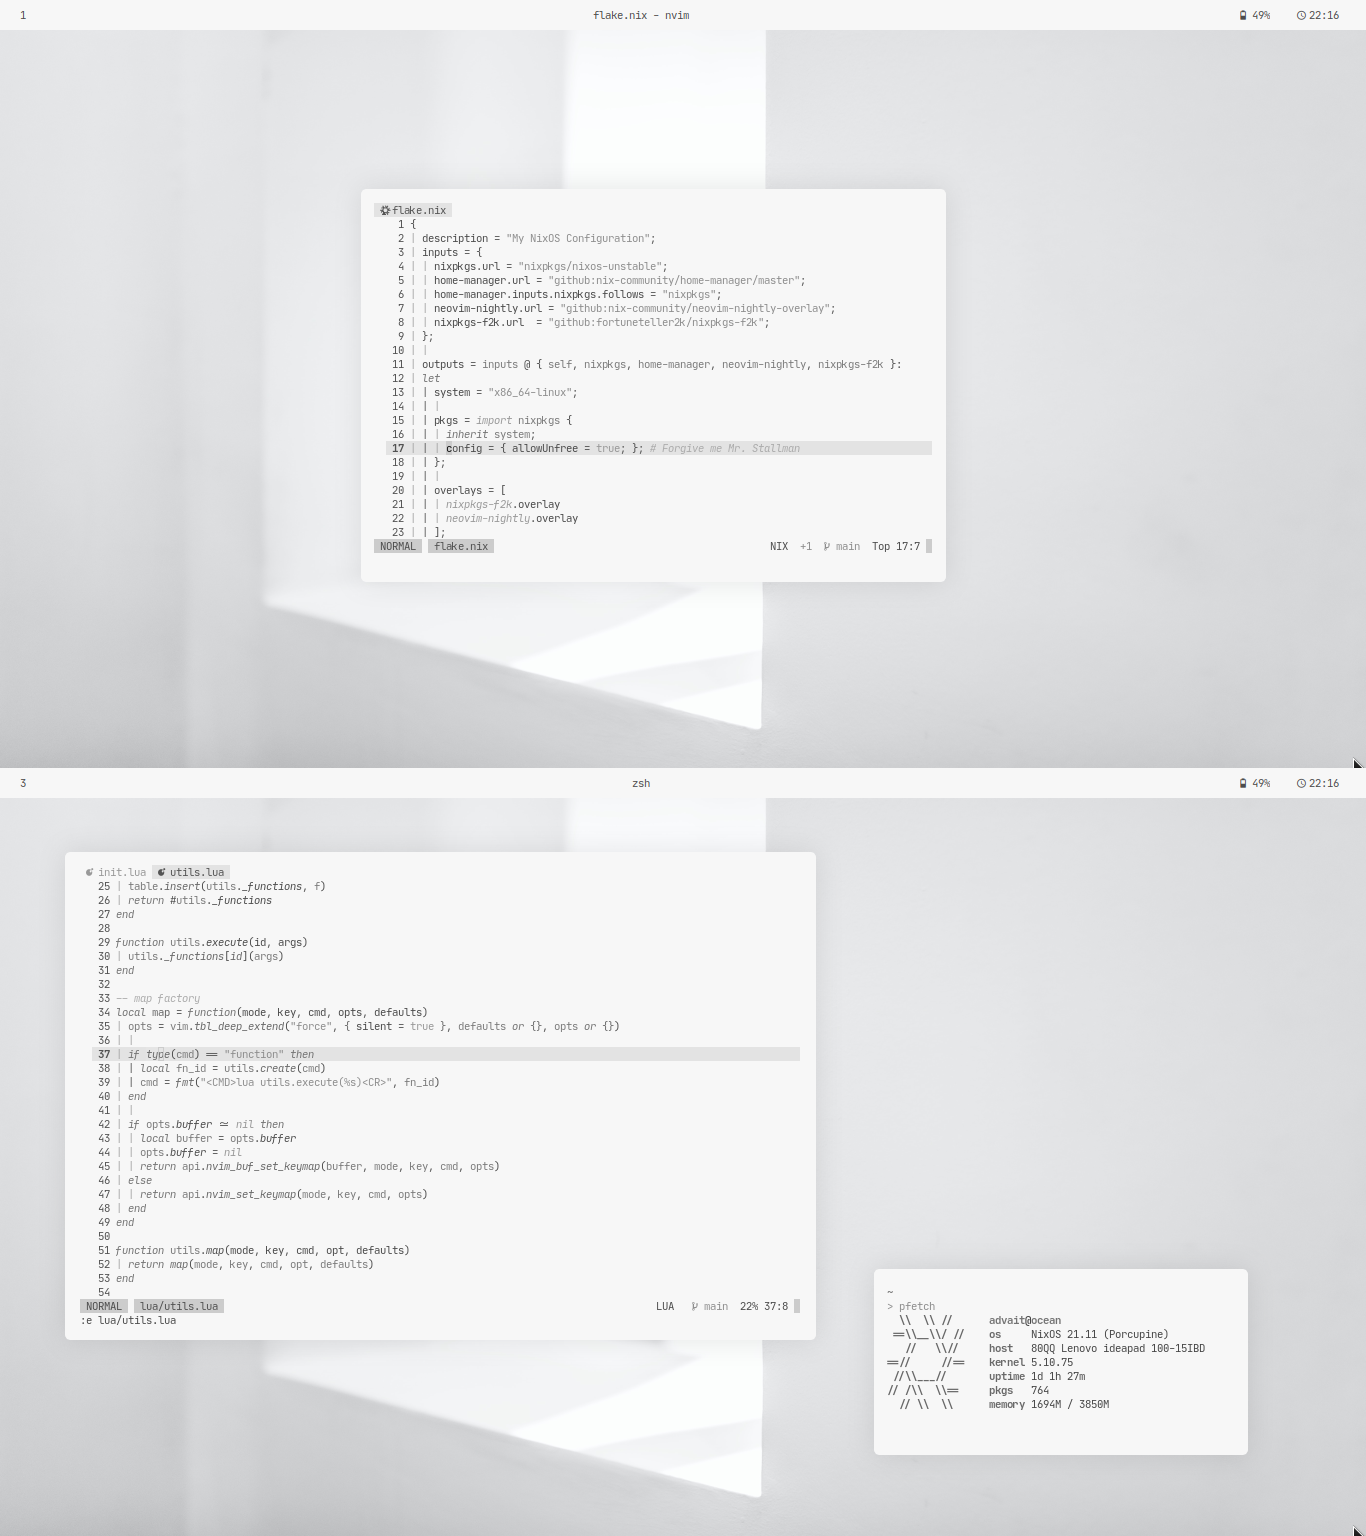 1 flake.nix - nvim 49% 22:16
flake.nix
1 {
2 | description = "My NixOS Configuration";
3 | inputs = {
4 | | nixpkgs.url = "nixpkgs/nixos-unstable";
5 | | home-manager.url = "github:nix-community/home-manager/master";
6 | | home-manager.inputs.nixpkgs.follows = "nixpkgs";
7 | | neovim-nightly.url = "github:nix-community/neovim-nightly-overlay";
8 | | nixpkgs-f2k.url  = "github:fortuneteller2k/nixpkgs-f2k";
9 | };
10 | |
11 | outputs = inputs @ { self, nixpkgs, home-manager, neovim-nightly, nixpkgs-f2k }:
12 | let
13 | | system = "x86_64-linux";
14 | | |
15 | | pkgs = import nixpkgs {
16 | | | inherit system;
17 | | | config = { allowUnfree = true; }; # Forgive me Mr. Stallman
18 | | };
19 | | |
20 | | overlays = [
21 | | | nixpkgs-f2k.overlay
22 | | | neovim-nightly.overlay
23 | | ];
NORMAL flake.nix NIX +1 main Top 17:7
3 zsh 49% 22:16
init.lua utils.lua
25 | table.insert(utils._functions, f)
26 | return #utils._functions
27 end
28
29 function utils.execute(id, args)
30 | utils._functions[id](args)
31 end
32
33 -- map factory
34 local map = function(mode, key, cmd, opts, defaults)
35 | opts = vim.tbl_deep_extend("force", { silent = true }, defaults or {}, opts or {})
36 | |
37 | if type(cmd) == "function" then
38 | | local fn_id = utils.create(cmd)
39 | | cmd = fmt("<CMD>lua utils.execute(%s)<CR>", fn_id)
40 | end
41 | |
42 | if opts.buffer ~= nil then
43 | | local buffer = opts.buffer
44 | | opts.buffer = nil
45 | | return api.nvim_buf_set_keymap(buffer, mode, key, cmd, opts)
46 | else
47 | | return api.nvim_set_keymap(mode, key, cmd, opts)
48 | end
49 end
50
51 function utils.map(mode, key, cmd, opt, defaults)
52 | return map(mode, key, cmd, opt, defaults)
53 end
54
NORMAL lua/utils.lua LUA main 22% 37:8
:e lua/utils.lua
~
> pfetch
  \\  \\ //      advait@ocean
 ==\\__\\/ //    os     NixOS 21.11 (Porcupine)
   //   \\//     host   80QQ Lenovo ideapad 100-15IBD
==//     //==    kernel 5.10.75
 //\\___//       uptime 1d 1h 27m
// /\\  \\==     pkgs   764
  // \\  \\      memory 1694M / 3850M